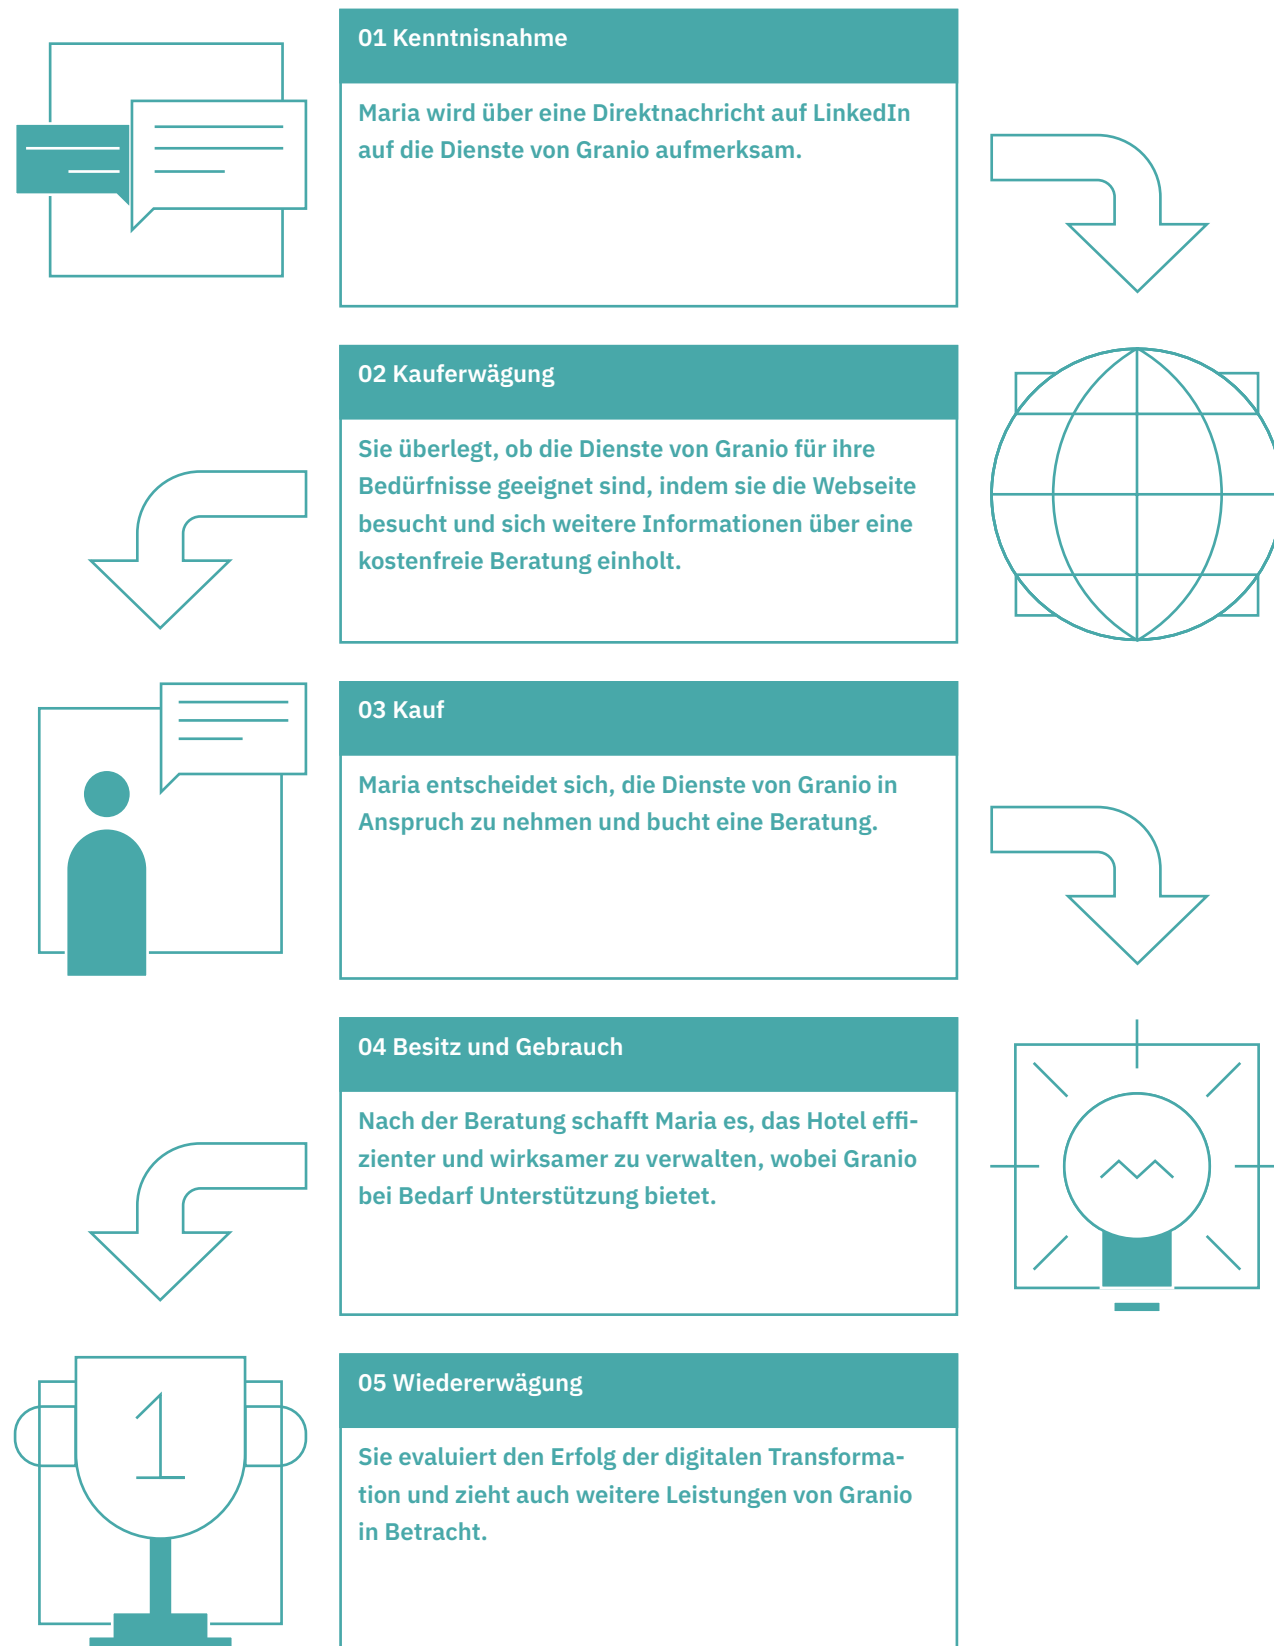 01 Kenntnisnahme
Maria wird über eine Direktnachricht auf LinkedIn
auf die Dienste von Granio aufmerksam.
02 Kauferwägung
Sie überlegt, ob die Dienste von Granio für ihre
Bedürfnisse geeignet sind, indem sie die Webseite
besucht und sich weitere Informationen über eine
kostenfreie Beratung einholt.
03 Kauf
Maria entscheidet sich, die Dienste von Granio in
Anspruch zu nehmen und bucht eine Beratung.
04 Besitz und Gebrauch
Nach der Beratung schafft Maria es, das Hotel effi-
zienter und wirksamer zu verwalten, wobei Granio
bei Bedarf Unterstützung bietet.
1
05 Wiedererwägung
Sie evaluiert den Erfolg der digitalen Transforma-
tion und zieht auch weitere Leistungen von Granio
in Betracht.